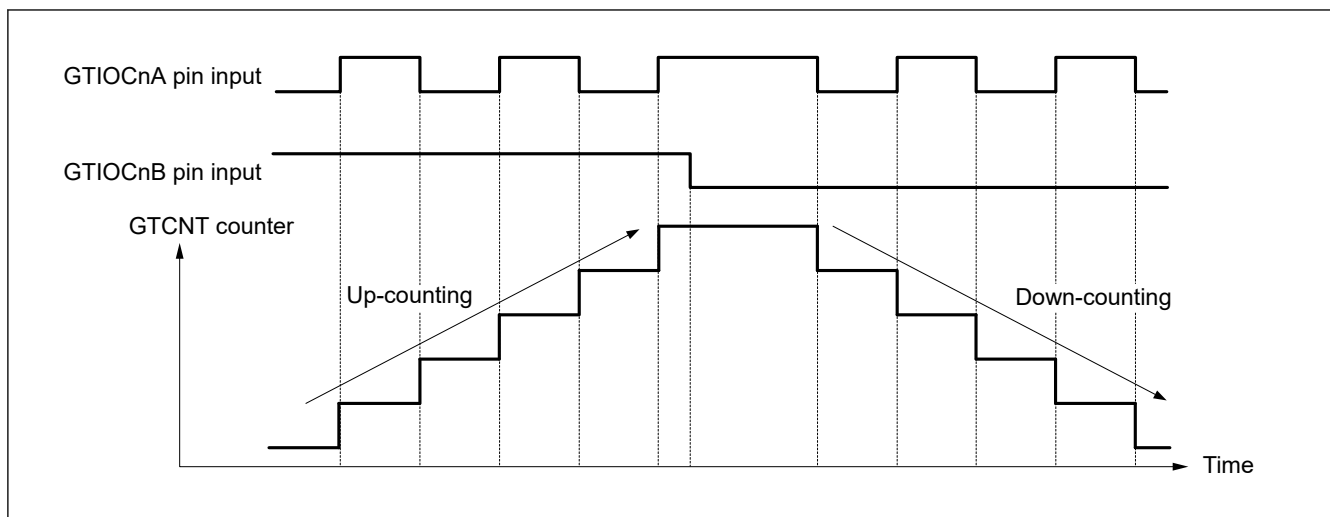 GTIOCnA pin input
GTIOCnB pin input
GTCNT counter
Up-counting
Down-counting
Time